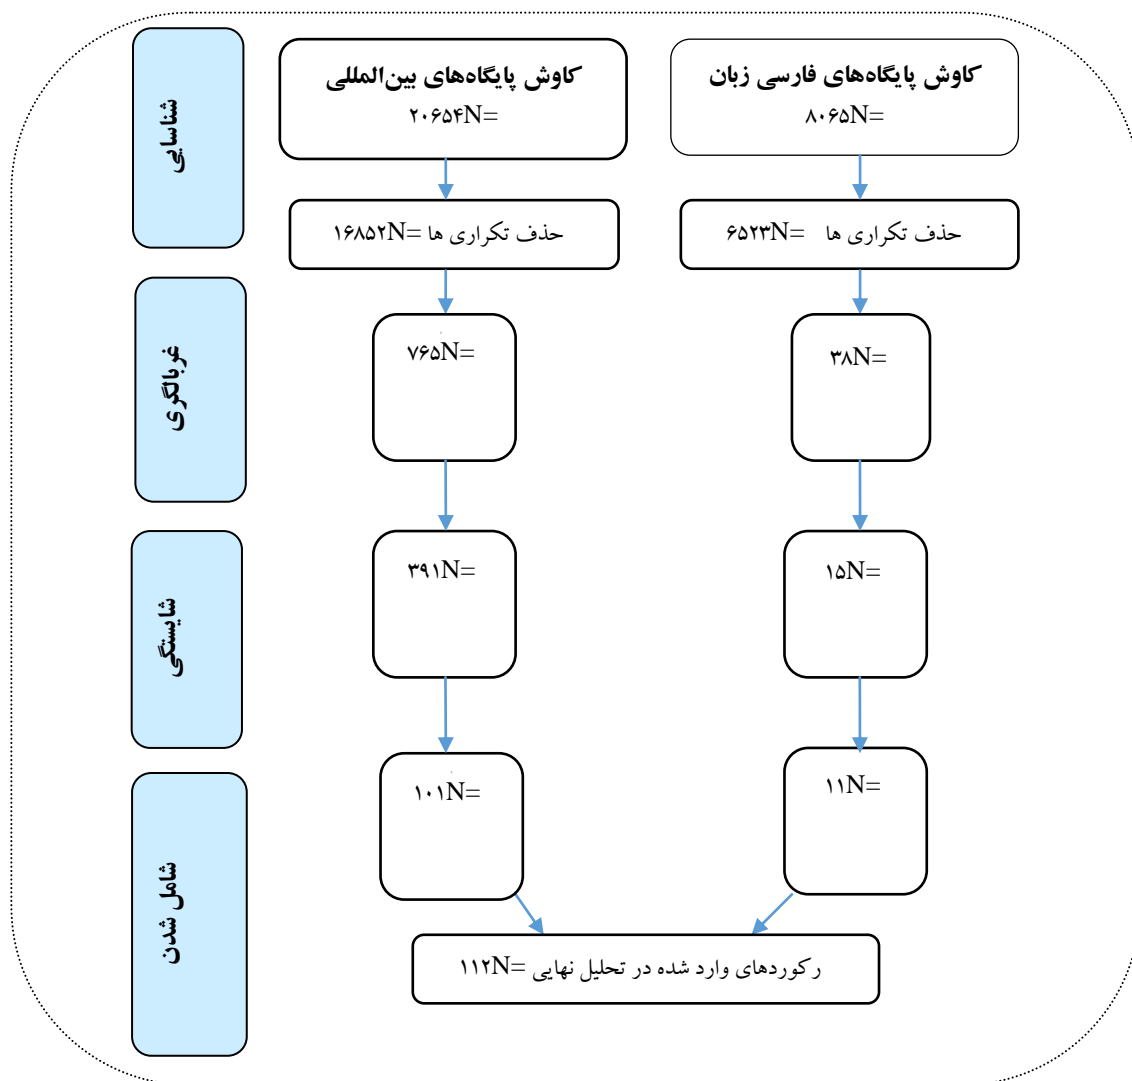 شناسایی
کاوش پایگاه‌های فارسی زبان
۸۰۶۵N=
کاوش پایگاه‌های بین‌المللی
۲۰۶۵۴N=
حذف تکراری ها =۶۵۲۳N
حذف تکراری ها =۱۶۸۵۲N
غربالگری
۳۸N=
۷۶۵N=
شایستگی
۱۵N=
۳۹۱N=
شامل شدن
۱۱N=
۱۰۱N=
رکوردهای وارد شده در تحلیل نهایی =۱۱۲N